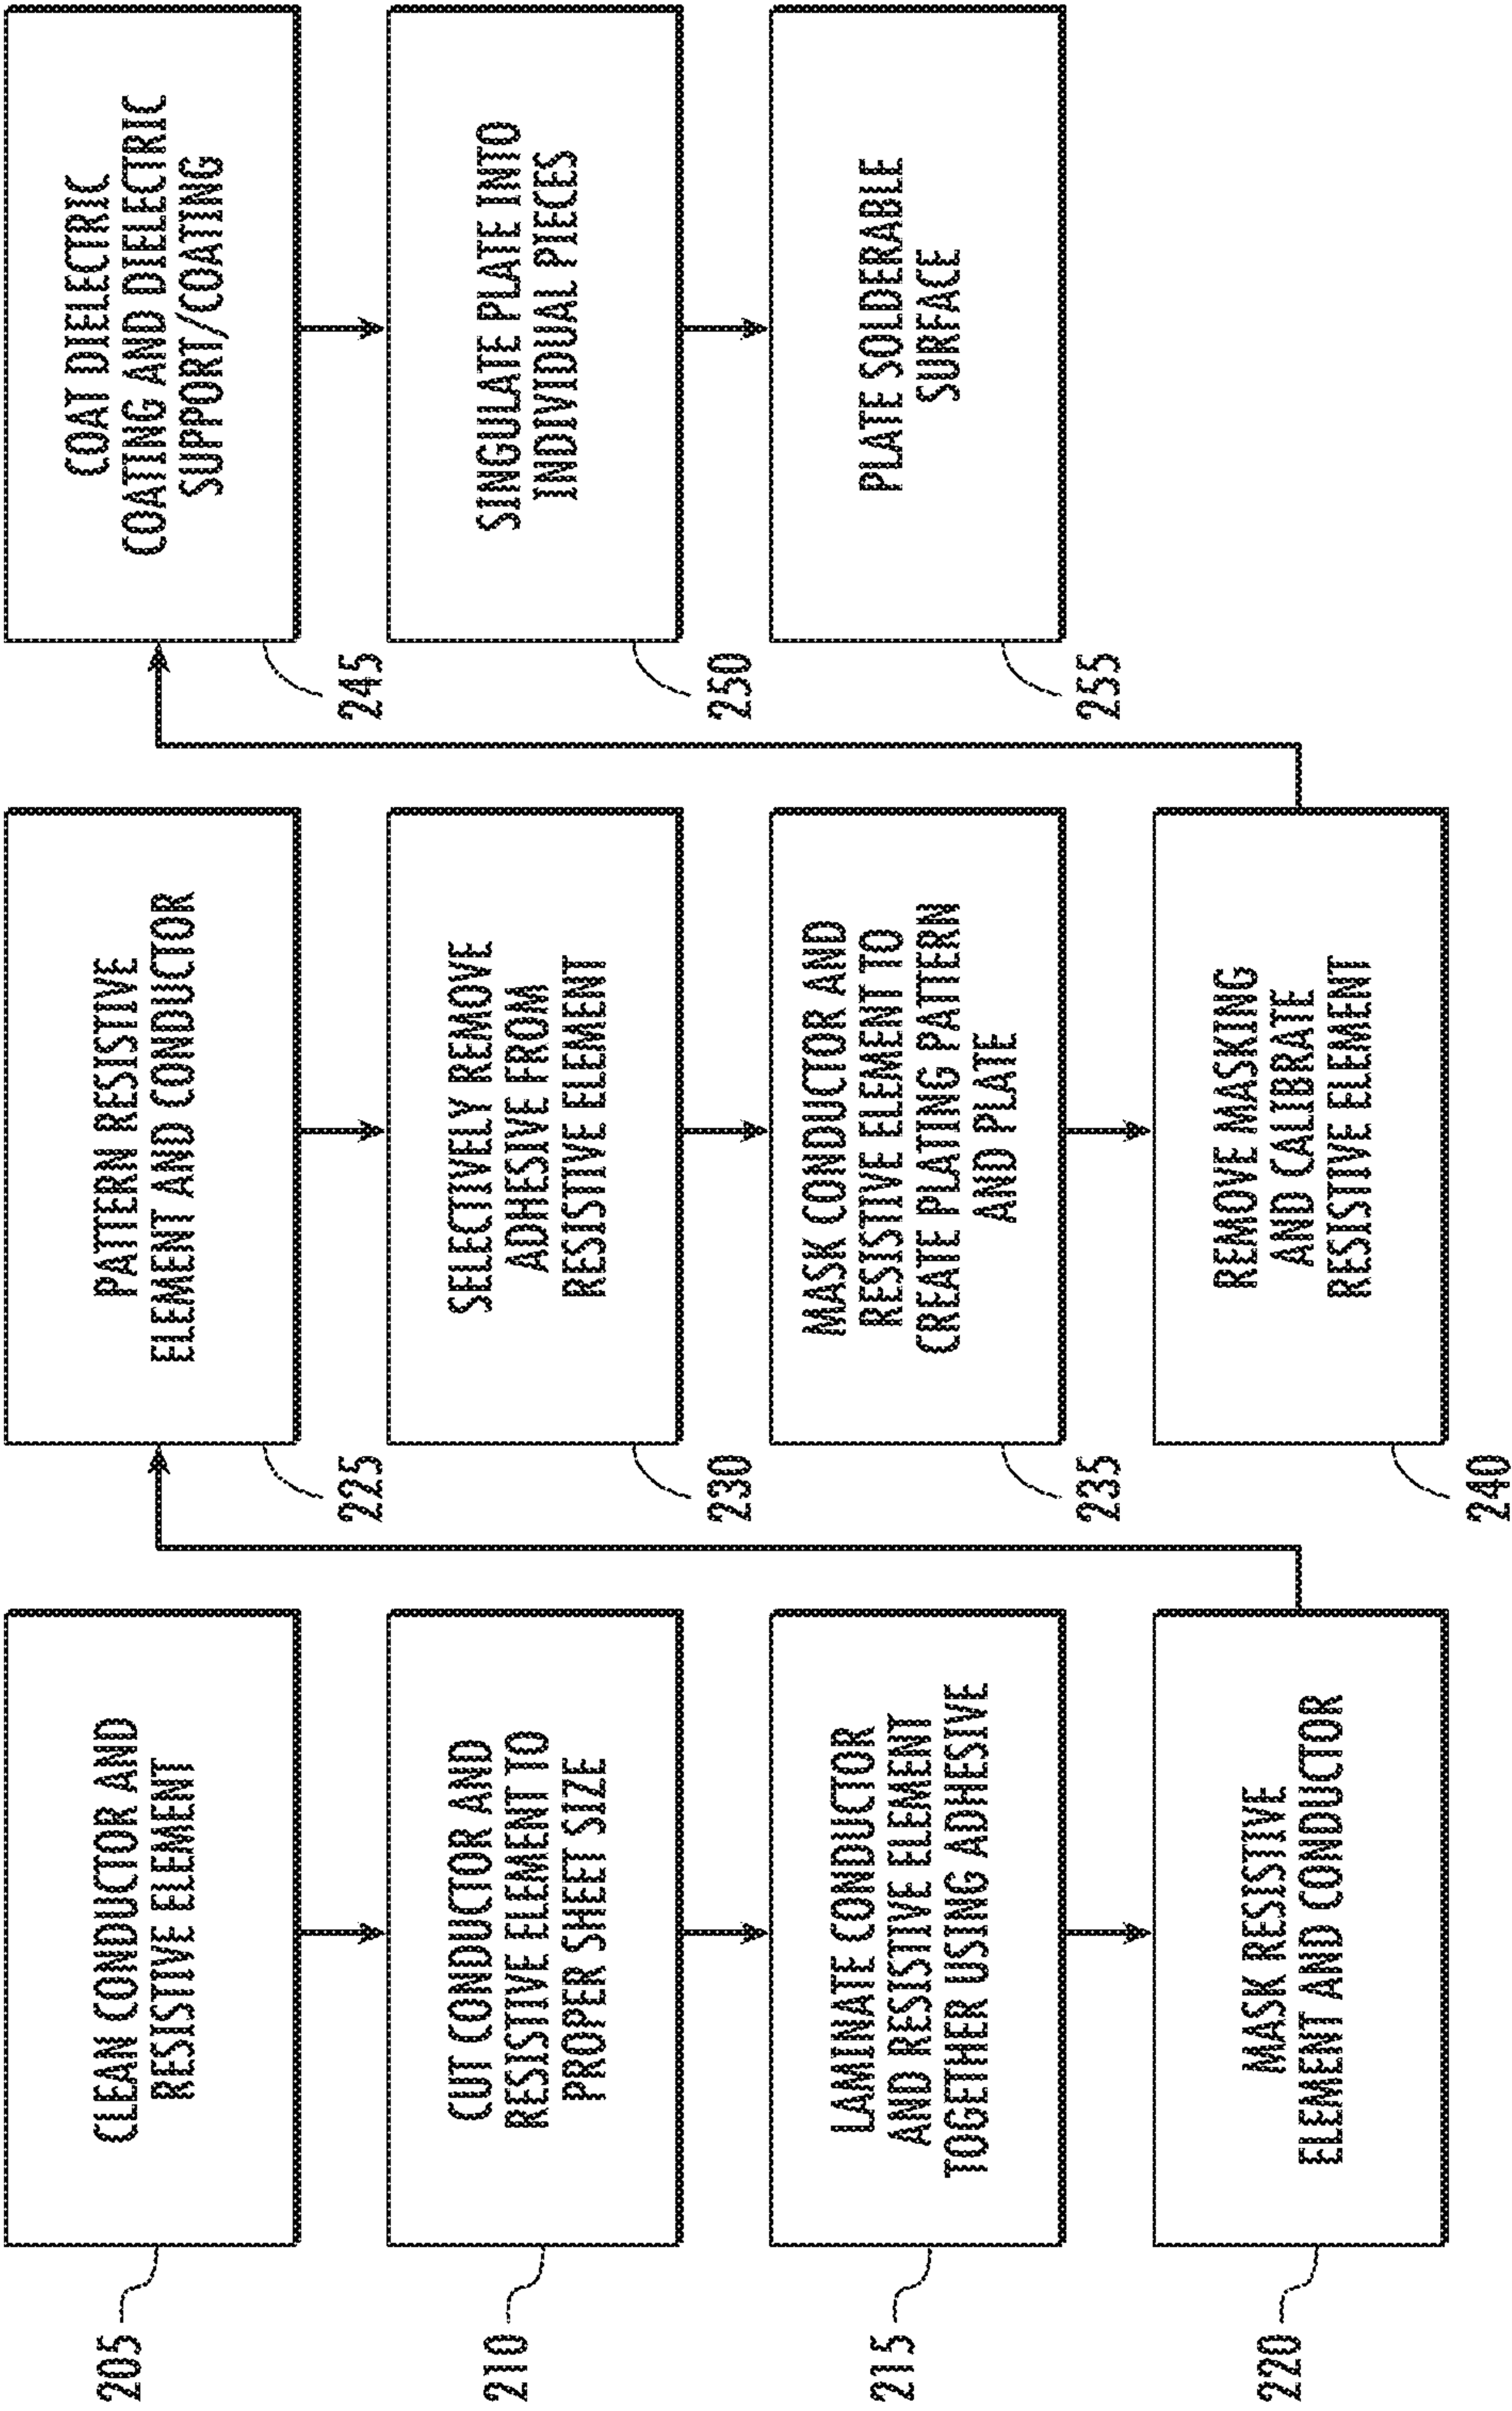 205
CLEAN CONDUCTOR AND
RESISTIVE ELEMENT
210
CUT CONDUCTOR AND
RESISTIVE ELEMENT TO
PROPER SHEET SIZE
215
LAMINATE CONDUCTOR
AND RESISTIVE ELEMENT
TOGETHER USING ADHESIVE
220
MASK RESISTIVE
ELEMENT AND CONDUCTOR
225
PATTERN RESISTIVE
ELEMENT AND CONDUCTOR
230
SELECTIVELY REMOVE
ADHESIVE FROM
RESISTIVE ELEMENT
235
MASK CONDUCTOR AND
RESISTIVE ELEMENT TO
CREATE PLATING PATTERN
AND PLATE
240
REMOVE MASKING
AND CALIBRATE
RESISTIVE ELEMENT
245
COAT DIELECTRIC
COATING AND DIELECTRIC
SUPPORT/COATING
250
SINGULATE PLATE INTO
INDIVIDUAL PIECES
255
PLATE SOLDERABLE
SURFACE